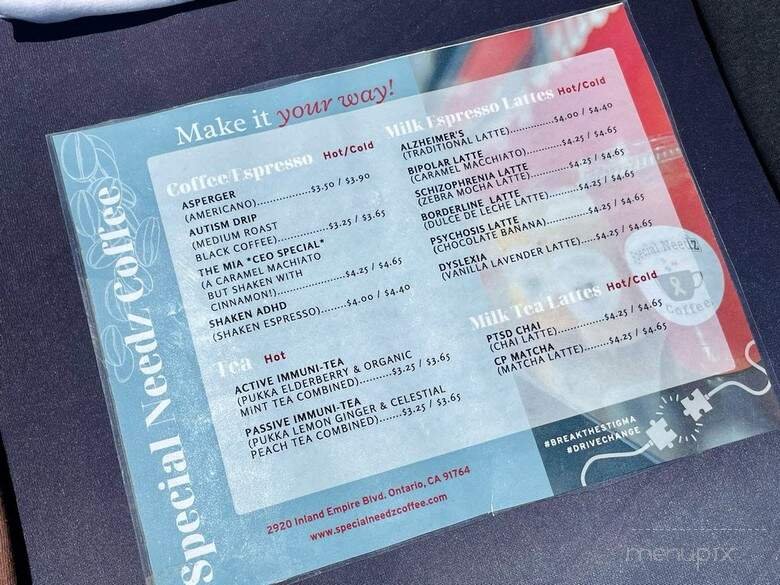 Special Needz Coffee
Make it your way!
Coffee/Espresso Hot/Cold
ASPERGER
(AMERICANO)..................$3.50 / $3.90
AUTISM DRIP
(MEDIUM ROAST
BLACK COFFEE)................$3.25 / $3.65
THE MIA *CEO SPECIAL*
(A CARAMEL MACHIATO
BUT SHAKEN WITH
CINNAMON!)......................$4.25 / $4.65
SHAKEN ADHD
(SHAKEN ESPRESSO)........$4.00 / $4.40
Tea Hot
ACTIVE IMMUNI-TEA
(PUKKA ELDERBERRY & ORGANIC
MINT TEA COMBINED)..........$3.25 / $3.65
PASSIVE IMMUNI-TEA
(PUKKA LEMON GINGER & CELESTIAL
PEACH TEA COMBINED).......$3.25 / $3.65
Milk Espresso Lattes Hot/Cold
ALZHEIMER'S
(TRADITIONAL LATTE)..............$4.00 / $4.40
BIPOLAR LATTE
(CARAMEL MACCHIATO)..........$4.25 / $4.65
SCHIZOPHRENIA LATTE
(ZEBRA MOCHA LATTE)............$4.25 / $4.65
BORDERLINE LATTE
(DULCE DE LECHE LATTE).......$4.25 / $4.65
PSYCHOSIS LATTE
(CHOCOLATE BANANA)............$4.25 / $4.65
DYSLEXIA
(VANILLA LAVENDER LATTE)....$4.25 / $4.65
Special NeedZ
Coffee
Milk Tea Lattes Hot/Cold
PTSD CHAI
(CHAI LATTE)..............$4.25 / $4.65
CP MATCHA
(MATCHA LATTE)........$4.25 / $4.65
#BREAKTHESTIGMA
#DRIVECHANGE
2920 Inland Empire Blvd. Ontario, CA 91764
www.specialneedzcoffee.com
menupix